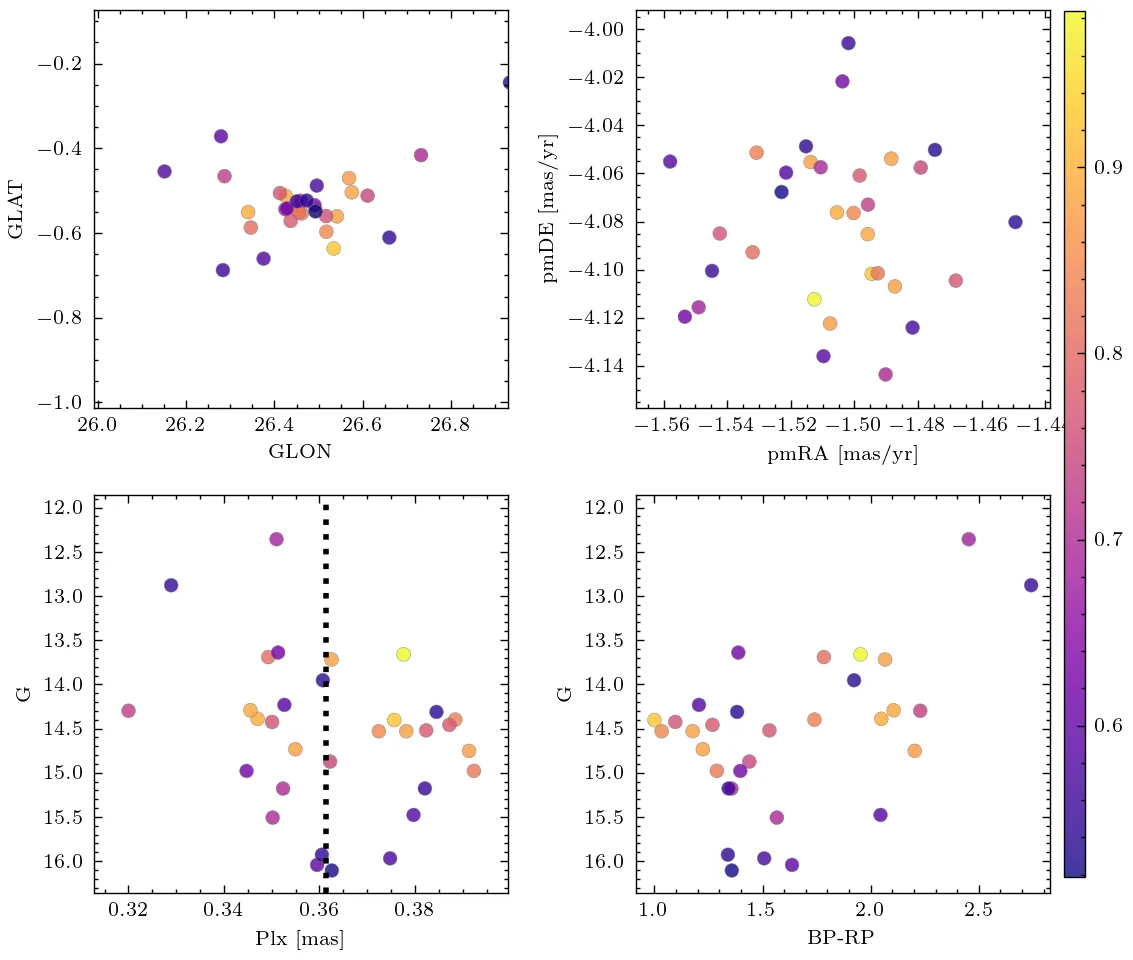 −0.2
−0.4
−0.6
−0.8
−1.0
GLAT
26.0 26.2 26.4 26.6 26.8
GLON
−4.00
−4.02
−4.04
−4.06
−4.08
−4.10
−4.12
−4.14
pmDE [mas/yr]
−1.56 −1.54 −1.52 −1.50 −1.48 −1.46 −1.44
pmRA [mas/yr]
0.9
0.8
0.7
0.6
12.0
12.5
13.0
13.5
14.0
14.5
15.0
15.5
16.0
G
0.32 0.34 0.36 0.38
Plx [mas]
12.0
12.5
13.0
13.5
14.0
14.5
15.0
15.5
16.0
G
1.0 1.5 2.0 2.5
BP-RP